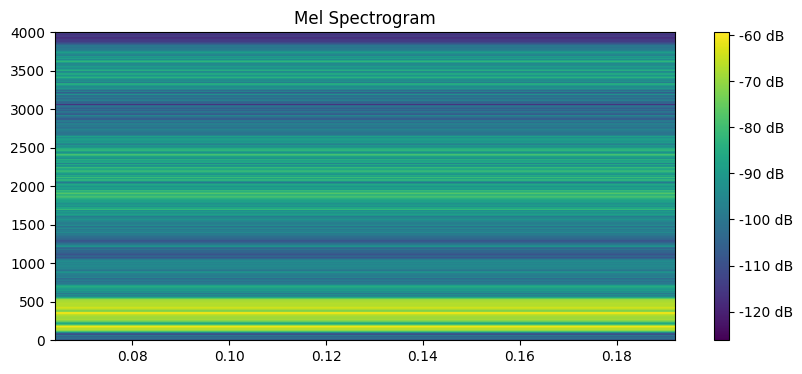 Mel Spectrogram
4000
3500
3000
2500
2000
1500
1000
500
0
0.08 0.10 0.12 0.14 0.16 0.18
-60 dB
-70 dB
-80 dB
-90 dB
-100 dB
-110 dB
-120 dB